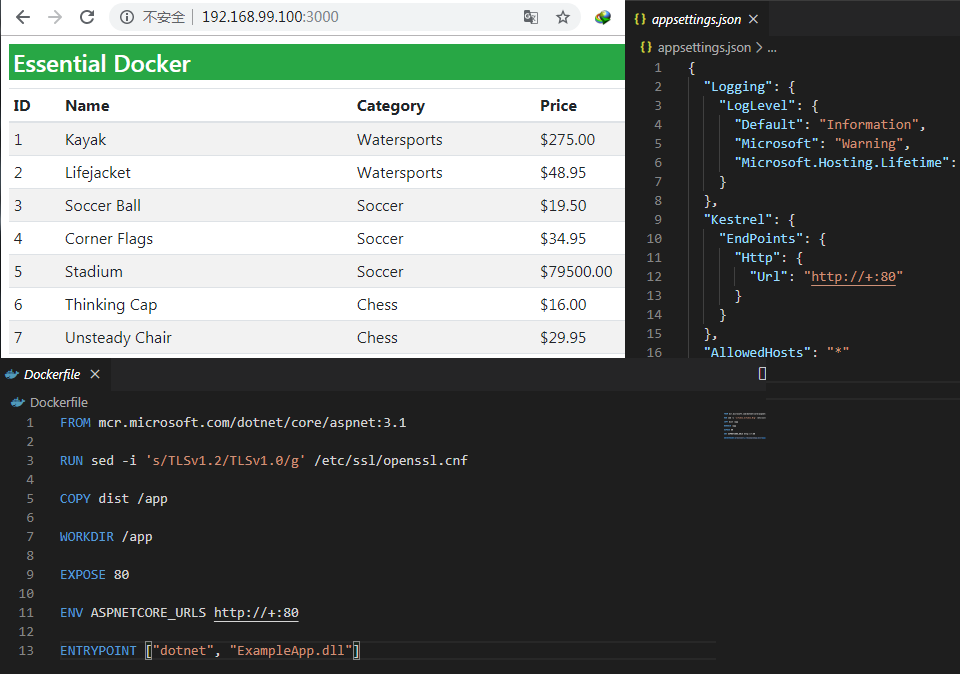 不安全 192.168.99.100:3000
Essential Docker
ID Name Category Price
1 Kayak Watersports $275.00
2 Lifejacket Watersports $48.95
3 Soccer Ball Soccer $19.50
4 Corner Flags Soccer $34.95
5 Stadium Soccer $79500.00
6 Thinking Cap Chess $16.00
7 Unsteady Chair Chess $29.95
{} appsettings.json ×
{} appsettings.json > ...
1 {
2 "Logging": {
3 "LogLevel": {
4 "Default": "Information",
5 "Microsoft": "Warning",
6 "Microsoft.Hosting.Lifetime":
7 }
8 },
9 "Kestrel": {
10 "EndPoints": {
11 "Http": {
12 "Url": "http://+:80"
13 }
14 }
15 },
16 "AllowedHosts": "*"
Dockerfile ×
Dockerfile
1 FROM mcr.microsoft.com/dotnet/core/aspnet:3.1
2
3 RUN sed -i 's/TLSv1.2/TLSv1.0/g' /etc/ssl/openssl.cnf
4
5 COPY dist /app
6
7 WORKDIR /app
8
9 EXPOSE 80
10
11 ENV ASPNETCORE_URLS http://+:80
12
13 ENTRYPOINT ["dotnet", "ExampleApp.dll"]